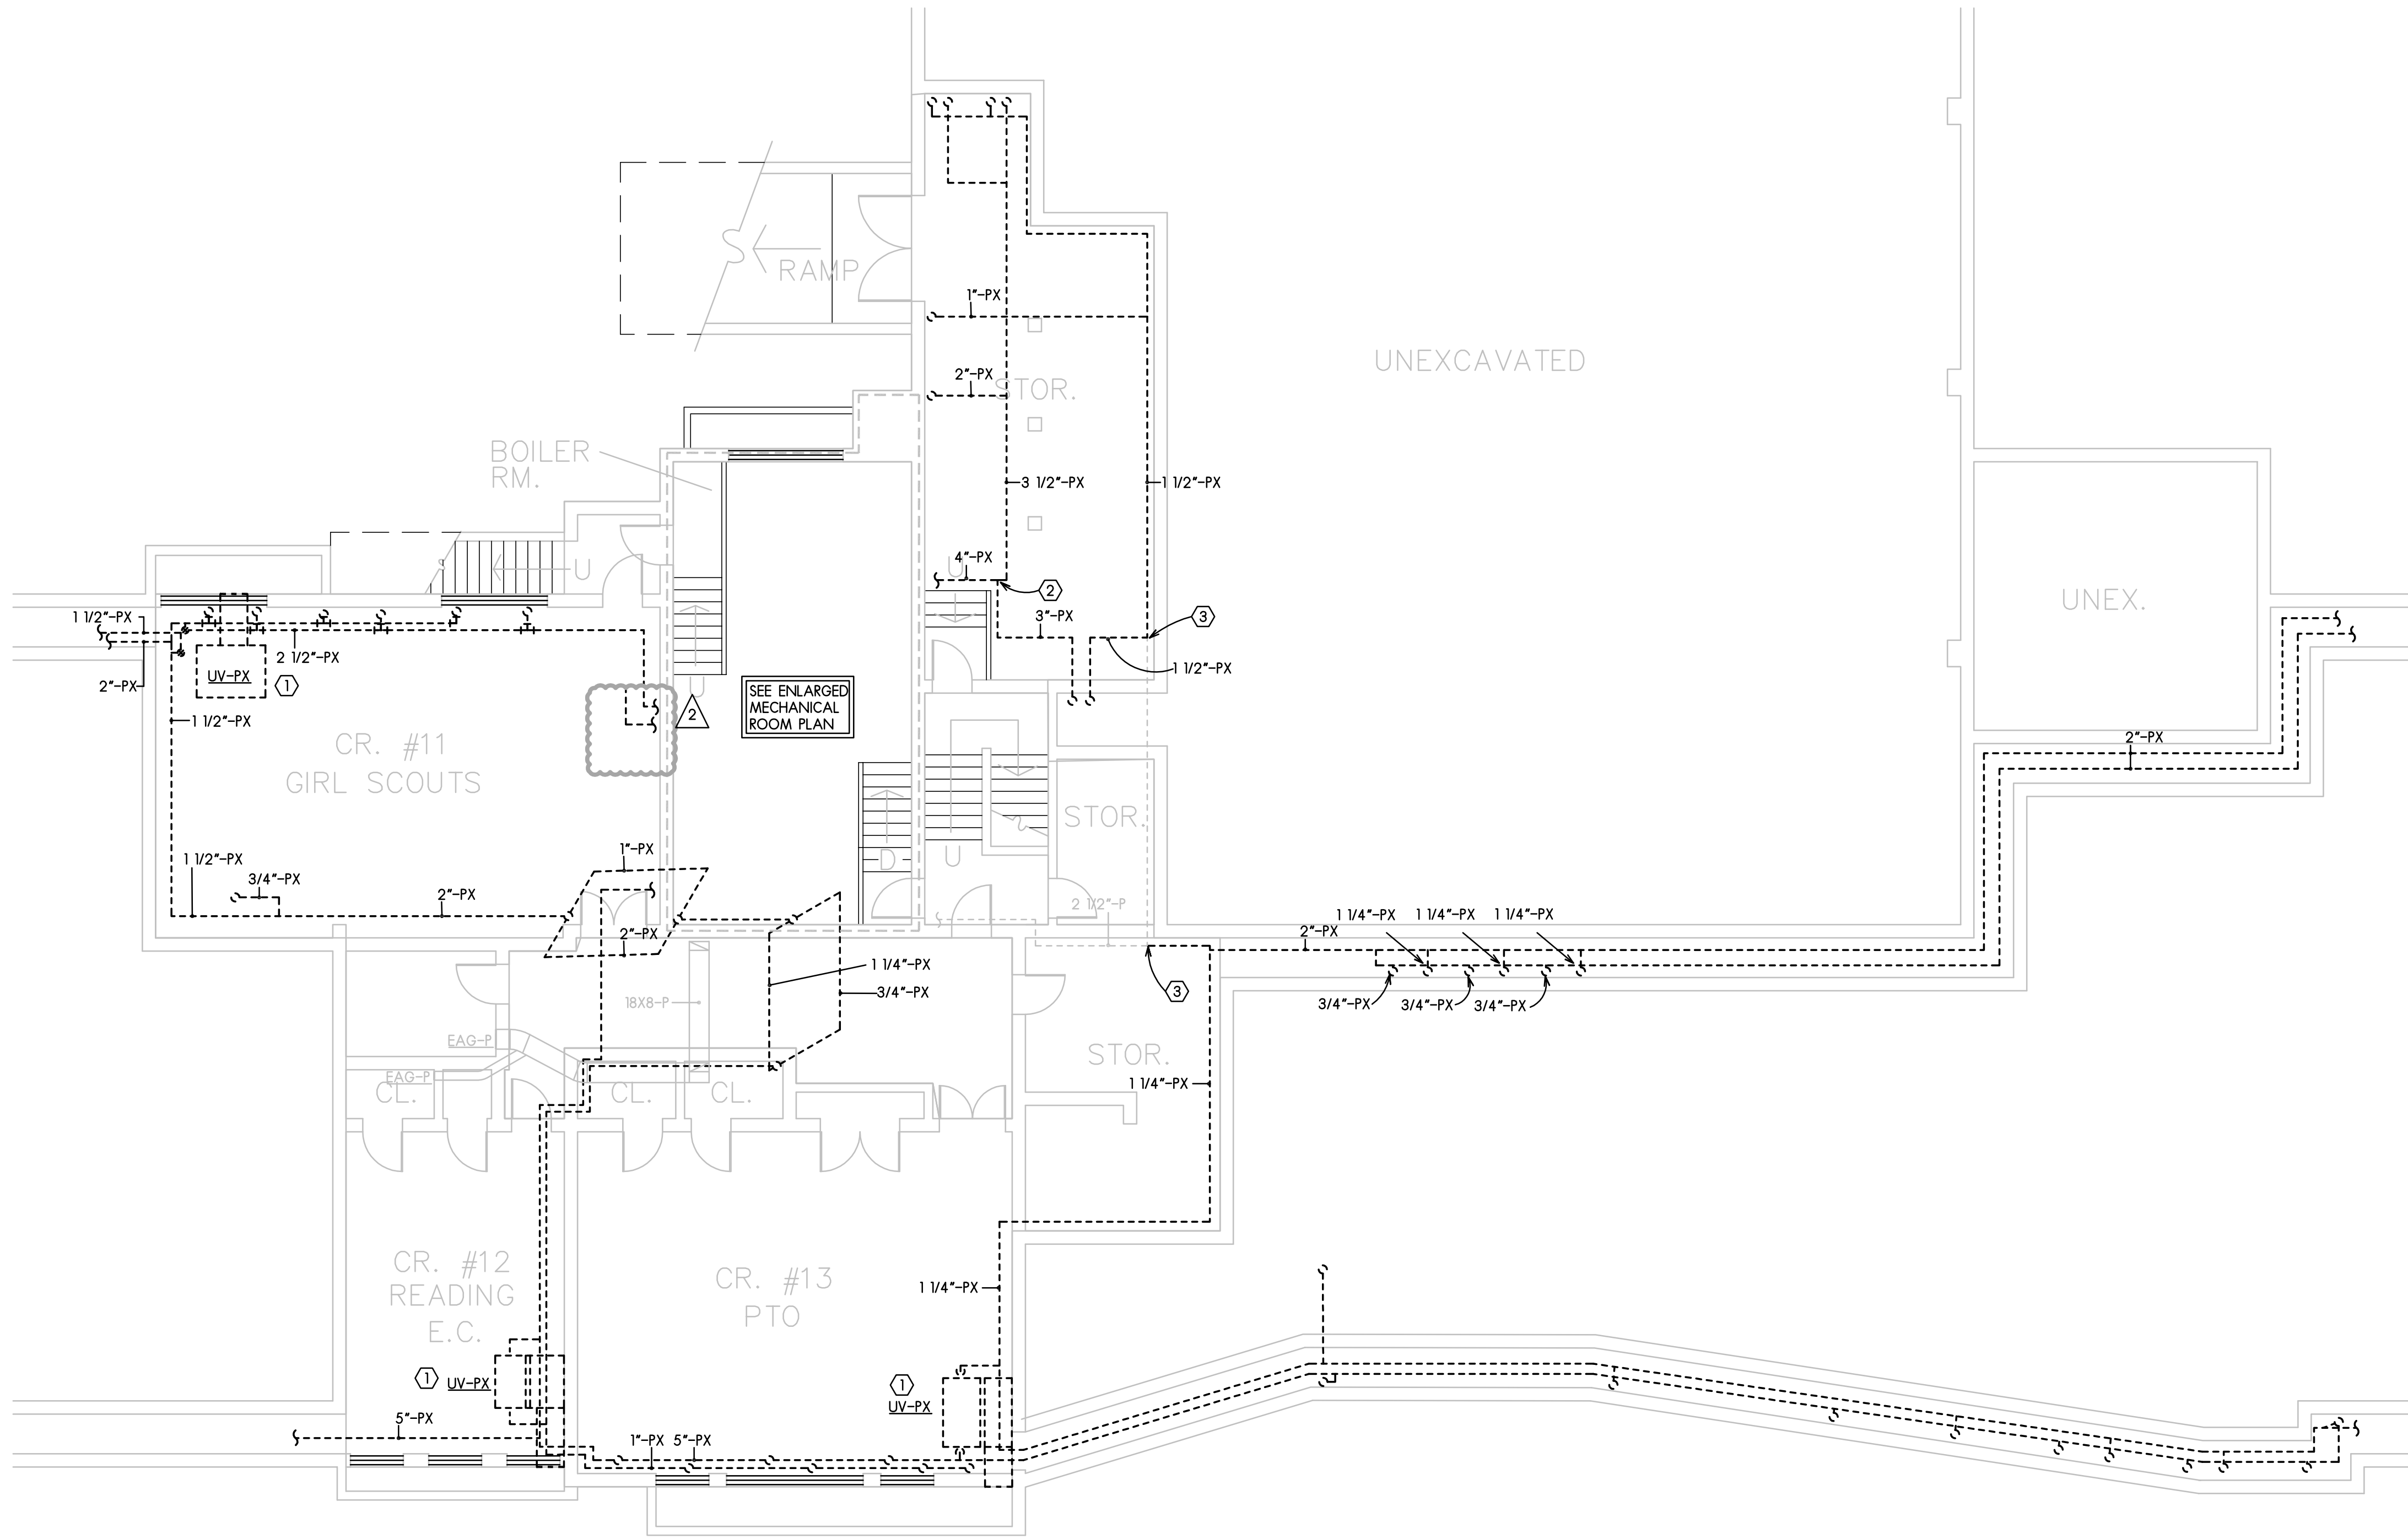 RAMP
1"-PX
UNEXCAVATED
2"-PX
STOR.
BOILER
RM.
3 1/2"-PX
1 1/2"-PX
4"-PX
U
U
2
UNEX.
1 1/2"-PX
3"-PX
3
2 1/2"-PX
1 1/2"-PX
UV-PX
1
2"-PX
U
SEE ENLARGED
MECHANICAL
ROOM PLAN
2
1 1/2"-PX
2"-PX
CR. #11
GIRL SCOUTS
STOR.
1"-PX
D
U
1 1/2"-PX
3/4"-PX
2"-PX
2 1/2"-P
1 1/4"-PX
1 1/4"-PX
1 1/4"-PX
2"-PX
2"-PX
1 1/4"-PX
3/4"-PX
18X8-P
3
3/4"-PX
3/4"-PX
3/4"-PX
EAG-P
STOR.
EAG-P
CL.
CL.
CL.
1 1/4"-PX
CR. #12
READING
E.C.
CR. #13
PTO
1 1/4"-PX
1
UV-PX
1
UV-PX
5"-PX
1"-PX
5"-PX